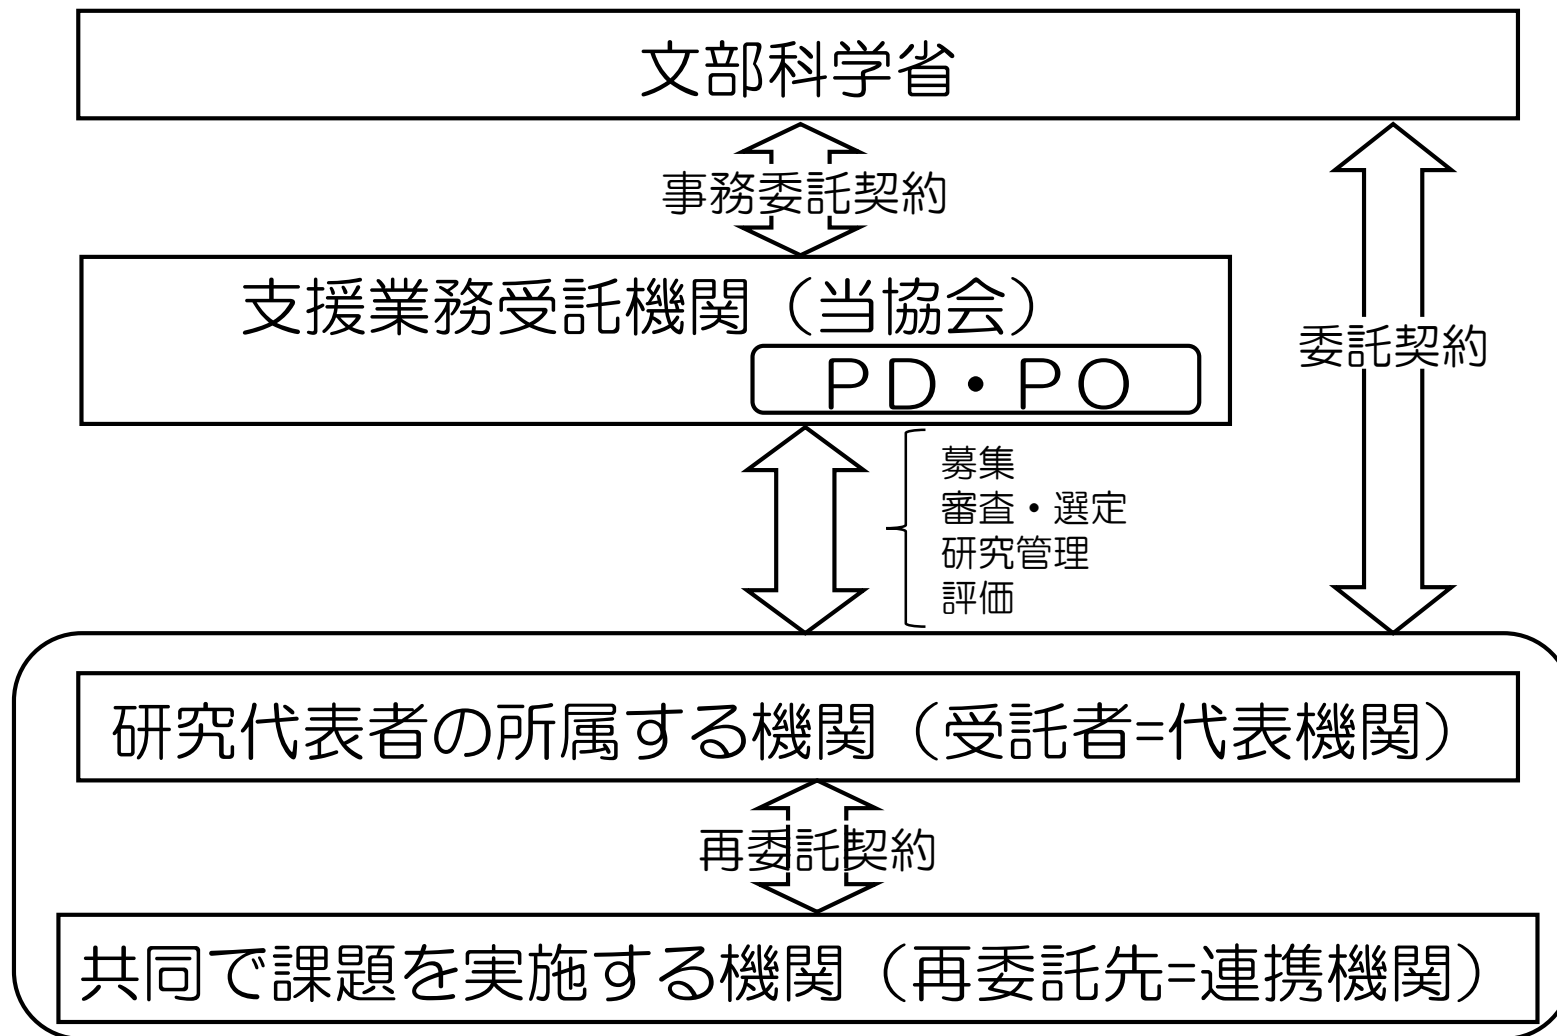 文部科学省
事務委託契約
支援業務受託機関（当協会）
ＰＤ・ＰＯ
委託契約
募集
審査・選定
研究管理
評価
研究代表者の所属する機関（受託者=代表機関）
再委託契約
共同で課題を実施する機関（再委託先=連携機関）